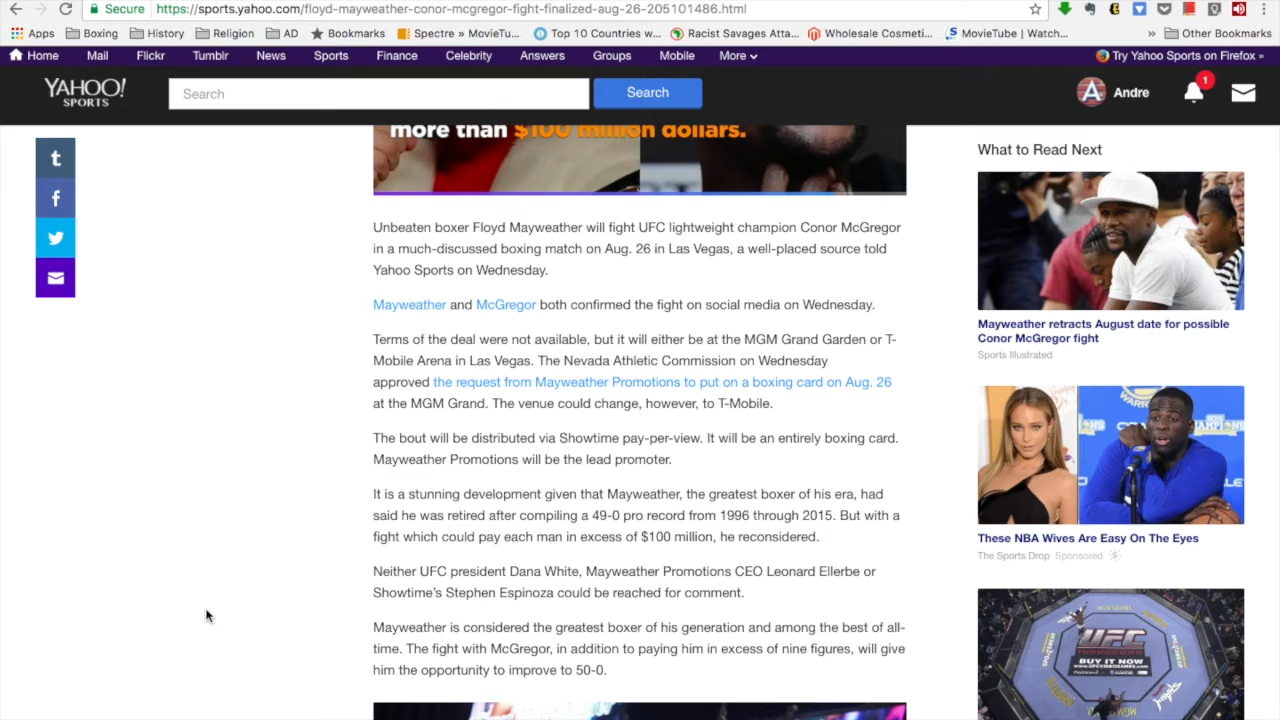 Secure https://sports.yahoo.com/floyd-mayweather-conor-mcgregor-fight-finalized-aug-26-205101486.html
Apps Boxing History Religion AD Bookmarks Spectre » MovieTu... Top 10 Countries w... Racist Savages Atta... Wholesale Cosmeti... MovieTube | Watch... » Other Bookmarks
Home Mail Flickr Tumblr News Sports Finance Celebrity Answers Groups Mobile More Try Yahoo Sports on Firefox »
YAHOO!
SPORTS
Search
Search
A Andre
1
more than $100 million dollars.
t
f
Unbeaten boxer Floyd Mayweather will fight UFC lightweight champion Conor McGregor
in a much-discussed boxing match on Aug. 26 in Las Vegas, a well-placed source told
Yahoo Sports on Wednesday.
Mayweather and McGregor both confirmed the fight on social media on Wednesday.
Terms of the deal were not available, but it will either be at the MGM Grand Garden or T-
Mobile Arena in Las Vegas. The Nevada Athletic Commission on Wednesday
approved the request from Mayweather Promotions to put on a boxing card on Aug. 26
at the MGM Grand. The venue could change, however, to T-Mobile.
The bout will be distributed via Showtime pay-per-view. It will be an entirely boxing card.
Mayweather Promotions will be the lead promoter.
It is a stunning development given that Mayweather, the greatest boxer of his era, had
said he was retired after compiling a 49-0 pro record from 1996 through 2015. But with a
fight which could pay each man in excess of $100 million, he reconsidered.
Neither UFC president Dana White, Mayweather Promotions CEO Leonard Ellerbe or
Showtime's Stephen Espinoza could be reached for comment.
Mayweather is considered the greatest boxer of his generation and among the best of all-
time. The fight with McGregor, in addition to paying him in excess of nine figures, will give
him the opportunity to improve to 50-0.
What to Read Next
Mayweather retracts August date for possible
Conor McGregor fight
Sports Illustrated
These NBA Wives Are Easy On The Eyes
The Sports Drop Sponsored
UFC
BUY IT NOW